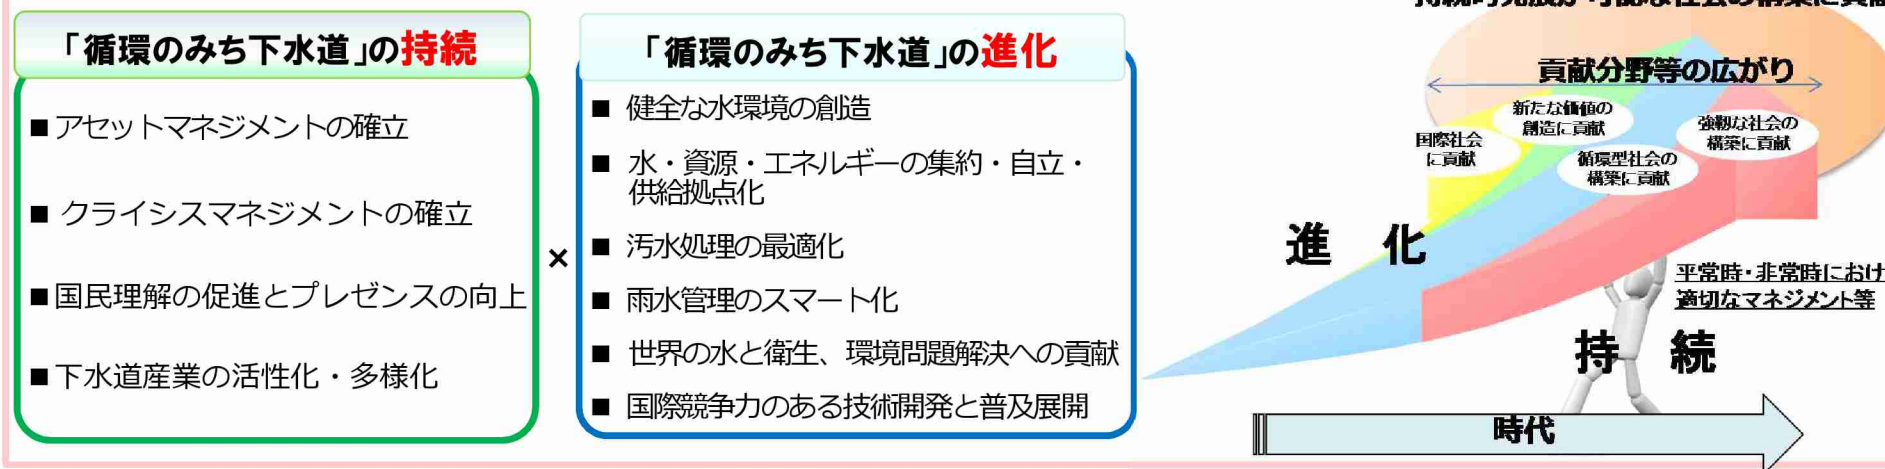 「循環のみち下水道」の持続
■アセットマネジメントの確立
■ クライシスマネジメントの確立
■国民理解の促進とプレゼンスの向上
■下水道産業の活性化・多様化
×
「循環のみち下水道」の進化
■ 健全な水環境の創造
■ 水・資源・エネルギーの集約・自立・
供給拠点化
■ 汚水処理の最適化
■ 雨水管理のスマート化
■ 世界の水と衛生、環境問題解決への貢献
■ 国際競争力のある技術開発と普及展開
貢献分野等の広がり
新たな価値の
創造に貢献
強靱な社会の
構築に貢献
国際社会
に貢献
循環型社会の
構築に貢献
進 化
平常時・非常時におけ
適切なマネジメント等
持 続
時代